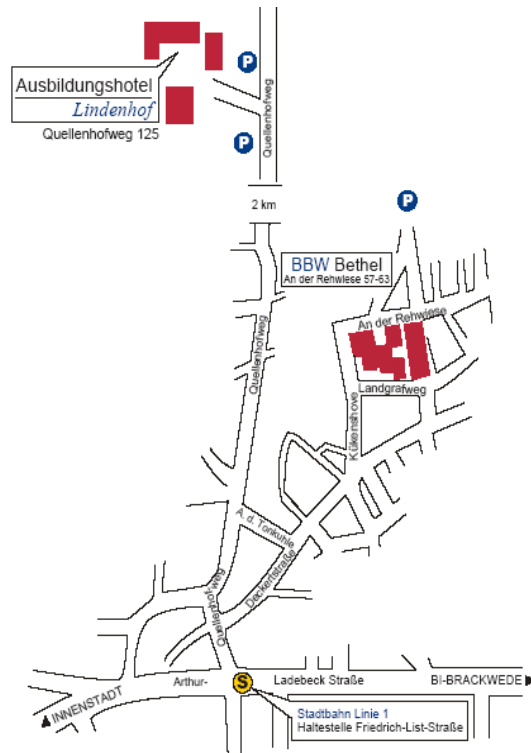 P
Ausbildungshotel
Lindenhof
Quellenhofweg 125
P
Quellenhofweg
2 km
P
BBW Bethel
An der Rehwiese 57-63
An der Rehwiese
Quellenhofweg
Landgrafweg
Kükenshove
A. d. Tonkuhle
Deckertstraße
Quellenhofweg
S
Arthur-
Ladebeck Straße
BI-BRACKWEDE
INNENSTADT
Stadtbahn Linie 1
Haltestelle Friedrich-List-Straße